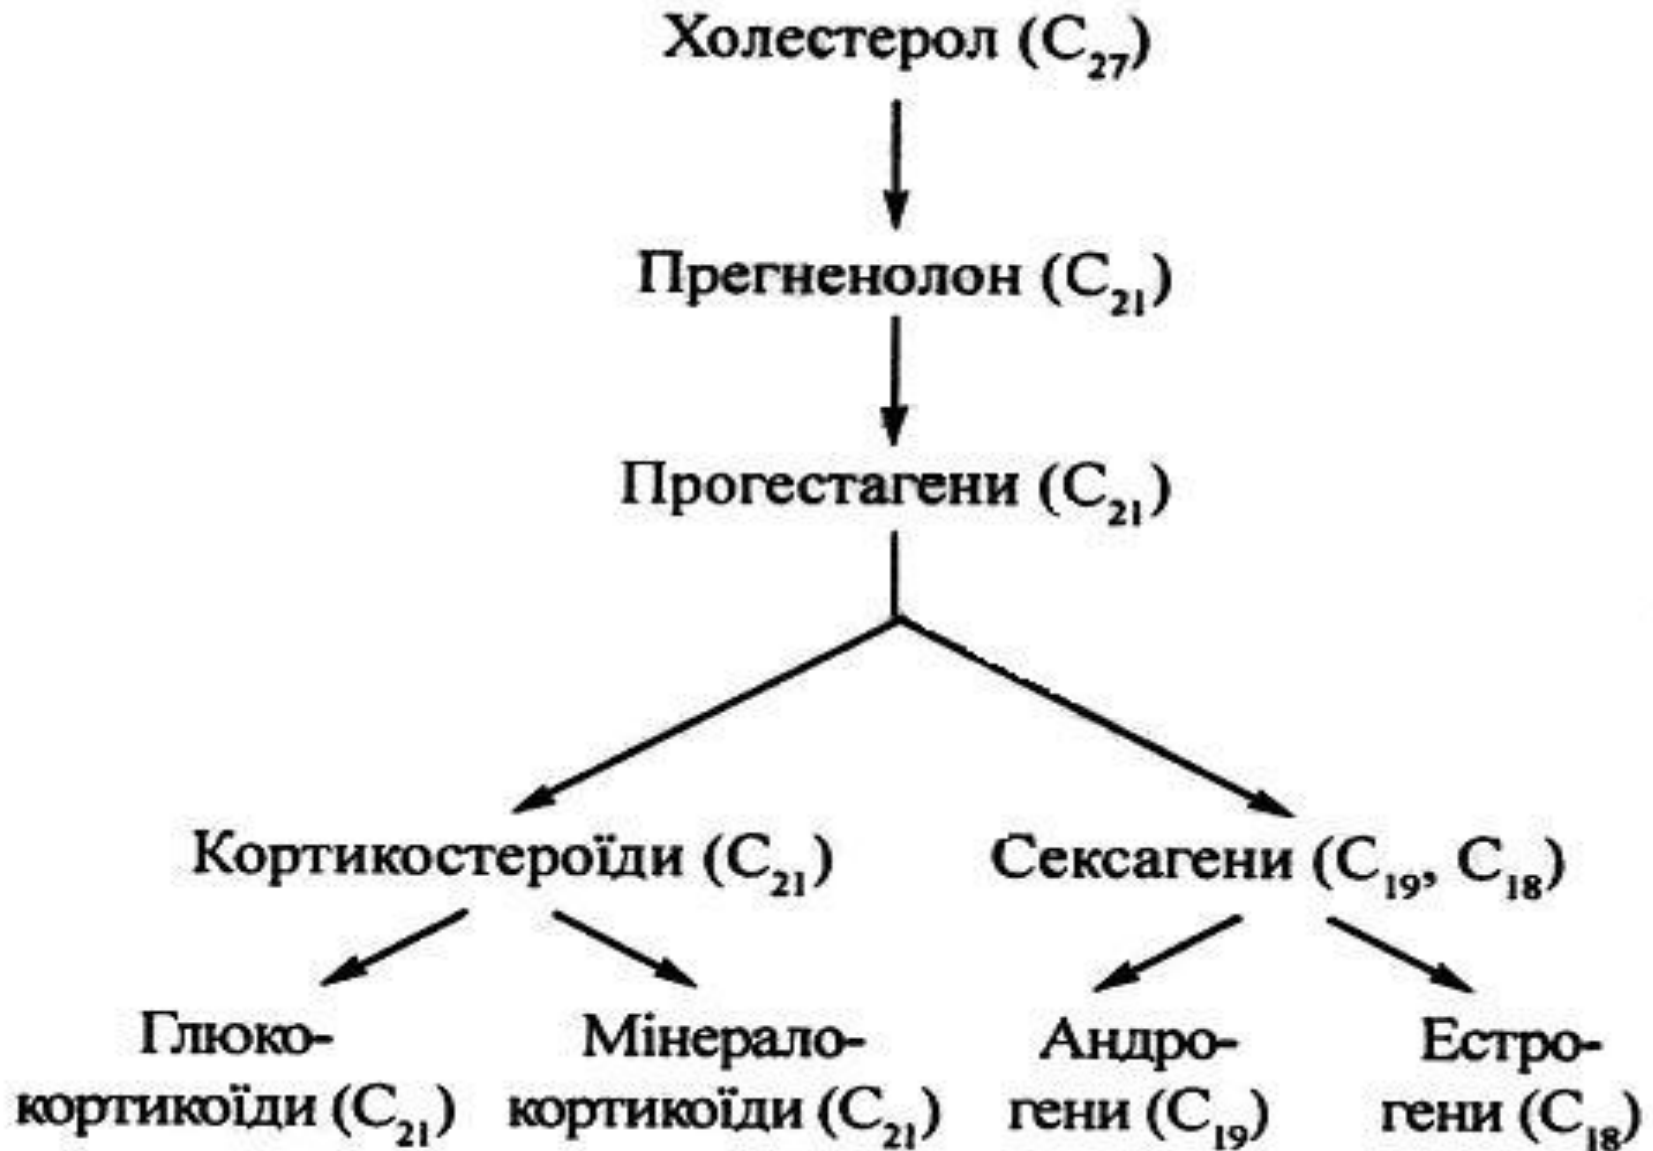 Холестерол (C₂₇)
Прегненолон (C₂₁)
Прогестагени (C₂₁)
Кортикостероїди (C₂₁) Сексагени (C₁₉, C₁₈)
Глюко- Мінерало- Андро- Естро-
кортикоїди (C₂₁) кортикоїди (C₂₁) гени (C₁₉) гени (C₁₈)